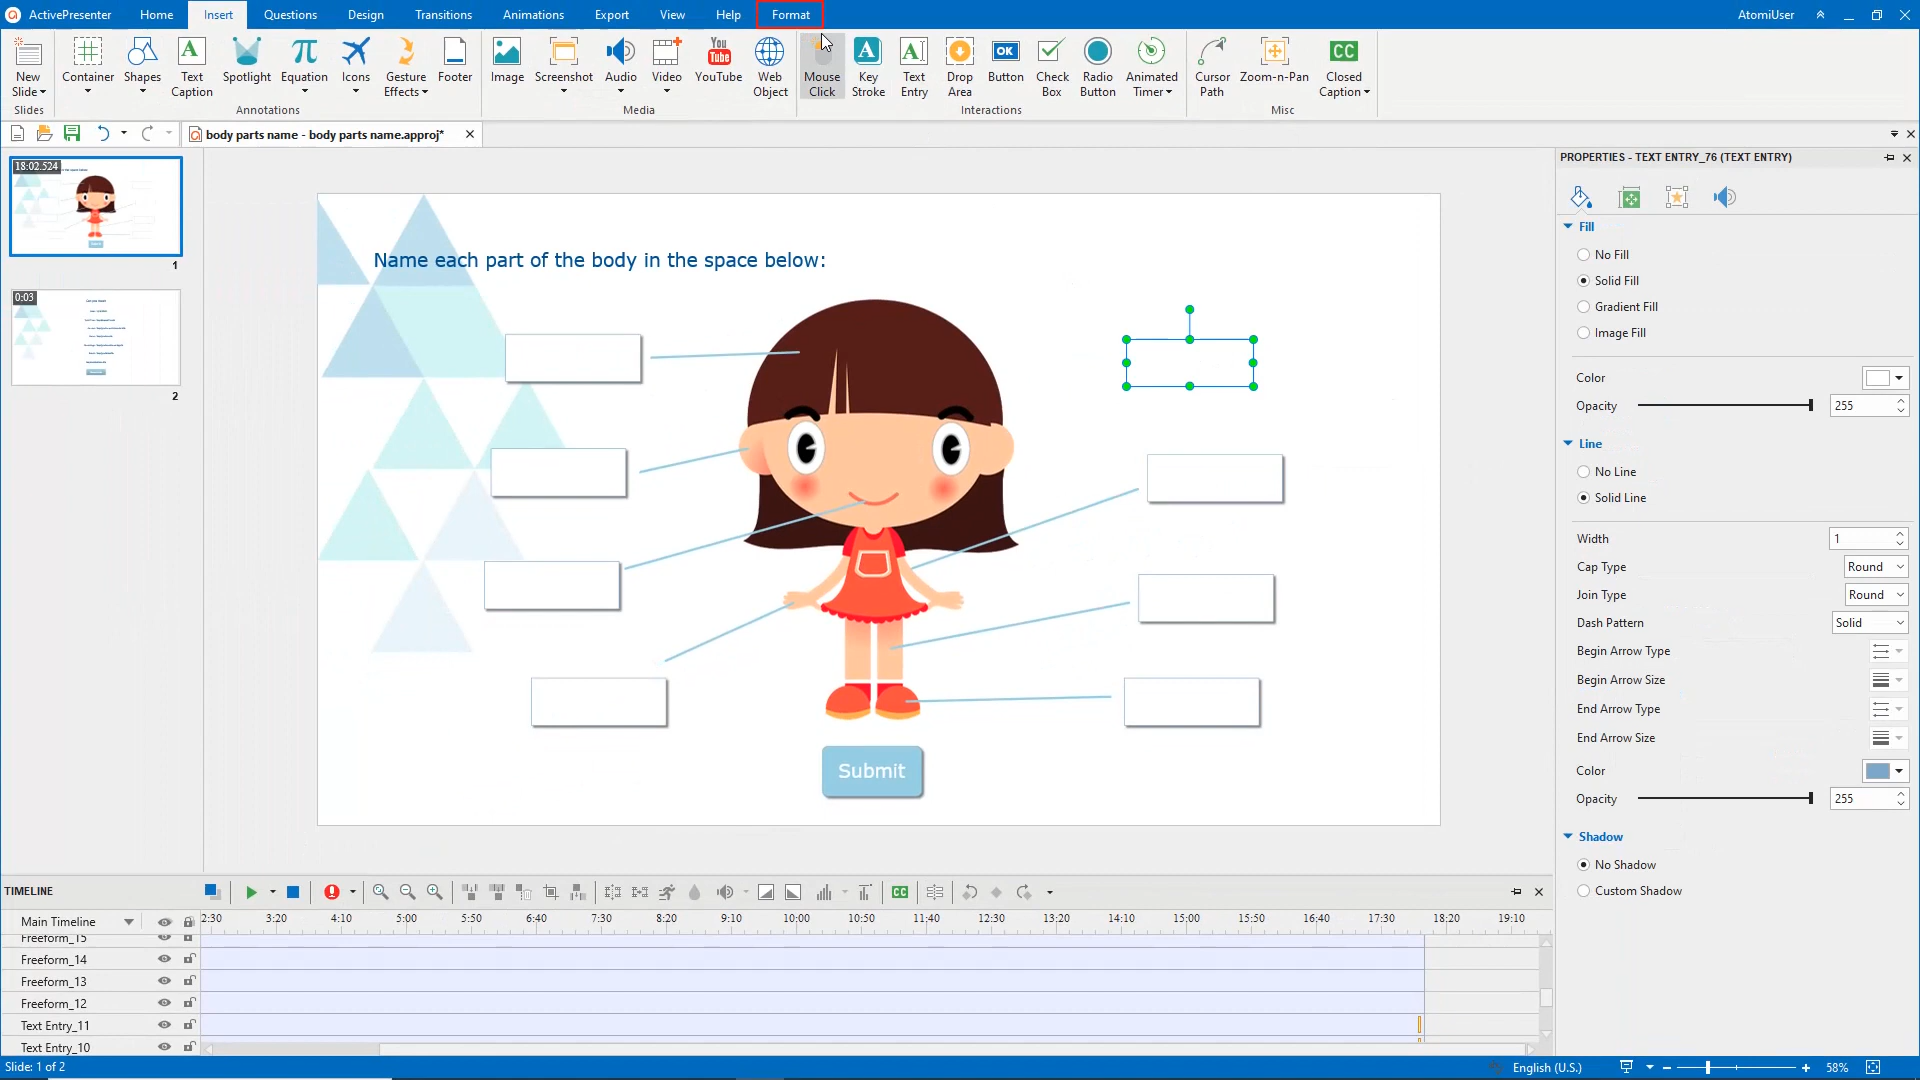 ActivePresenter Home Insert Questions Design Transitions Animations Export View Help Format AtomiUser
New Slide Container Shapes Text Caption Spotlight Equation Icons Gesture Effects Footer Image Screenshot Audio Video YouTube Web Object Mouse Click Key Stroke Text Entry Drop Area Button Check Box Radio Button Animated Timer Cursor Path Zoom-n-Pan Closed Caption
Slides Annotations Media Interactions Misc
body parts name - body parts name.approj*
18:02.524
1
0:03
2
Name each part of the body in the space below:
Submit
PROPERTIES - TEXT ENTRY_76 (TEXT ENTRY)
Fill
No Fill
Solid Fill
Gradient Fill
Image Fill
Color
Opacity 255
Line
No Line
Solid Line
Width 1
Cap Type Round
Join Type Round
Dash Pattern Solid
Begin Arrow Type
Begin Arrow Size
End Arrow Type
End Arrow Size
Color
Opacity 255
Shadow
No Shadow
Custom Shadow
TIMELINE
Main Timeline 2:30 3:20 4:10 5:00 5:50 6:40 7:30 8:20 9:10 10:00 10:50 11:40 12:30 13:20 14:10 15:00 15:50 16:40 17:30 18:20 19:10
Freeform_15
Freeform_14
Freeform_13
Freeform_12
Text Entry_11
Text Entry_10
Slide: 1 of 2 English (U.S.) 58%